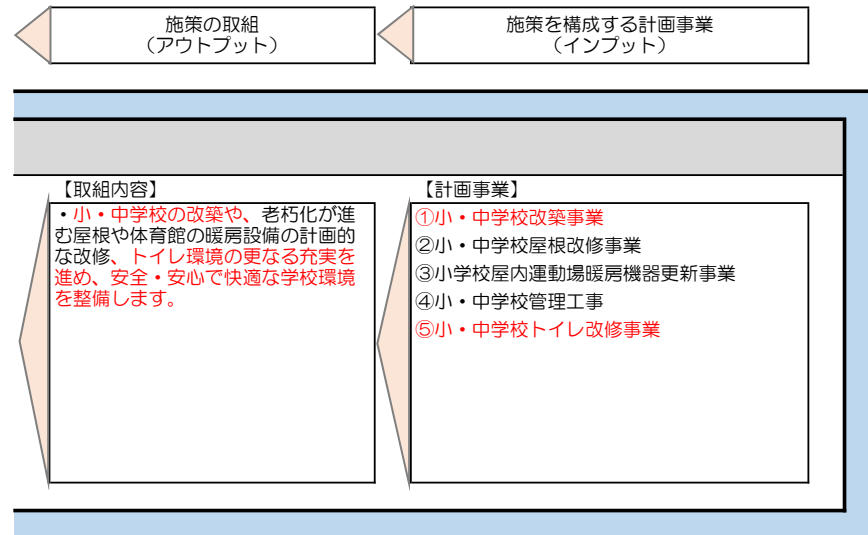 施策の取組
（アウトプット）
施策を構成する計画事業
（インプット）
【取組内容】
・小・中学校の改築や、老朽化が進
む屋根や体育館の暖房設備の計画的
な改修、トイレ環境の更なる充実を
進め、安全・安心で快適な学校環境
を整備します。
【計画事業】
①小・中学校改築事業
②小・中学校屋根改修事業
③小学校屋内運動場暖房機器更新事業
④小・中学校管理工事
⑤小・中学校トイレ改修事業